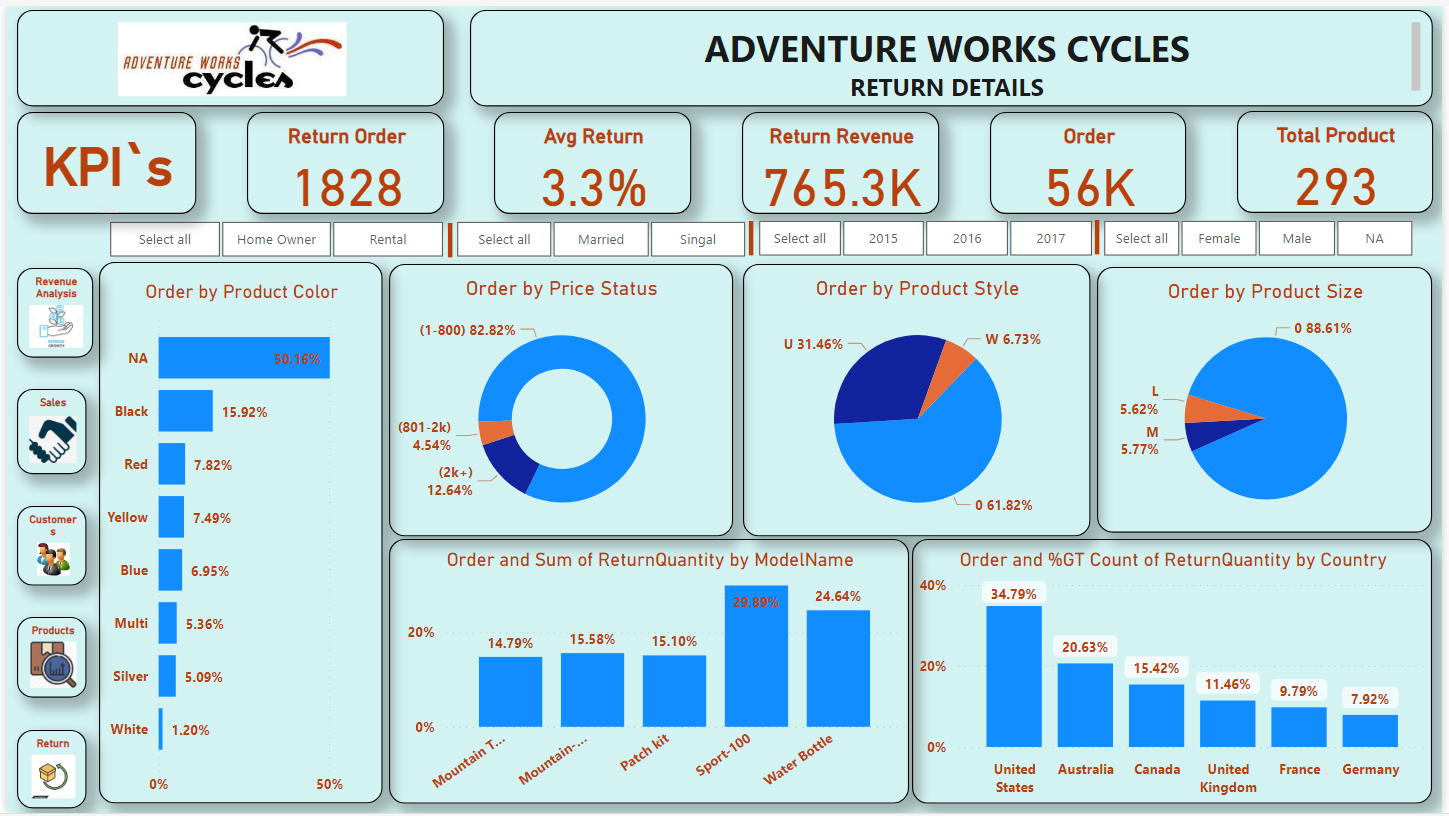 ADVENTURE WORKS
cycles
ADVENTURE WORKS CYCLES
RETURN DETAILS
KPI`s
Return Order
1828
Avg Return
3.3%
Return Revenue
765.3K
Order
56K
Total Product
293
Select all
Home Owner
Rental
Select all
Married
Singal
Select all
2015
2016
2017
Select all
Female
Male
NA
Revenue
Analysis
Sales
Customer
s
Products
Return
Order by Product Color
NA
50.16%
Black
15.92%
Red
7.82%
Yellow
7.49%
Blue
6.95%
Multi
5.36%
Silver
5.09%
White
1.20%
0%
50%
Order by Price Status
(1-800) 82.82%
(801-2k)
4.54%
(2k+)
12.64%
Order by Product Style
U 31.46%
W 6.73%
0 61.82%
Order by Product Size
0 88.61%
L
5.62%
M
5.77%
Order and Sum of ReturnQuantity by ModelName
20%
0%
14.79%
15.58%
15.10%
29.89%
24.64%
Mountain T...
Mountain-...
Patch kit
Sport-100
Water Bottle
Order and %GT Count of ReturnQuantity by Country
40%
20%
0%
34.79%
20.63%
15.42%
11.46%
9.79%
7.92%
United
States
Australia
Canada
United
Kingdom
France
Germany